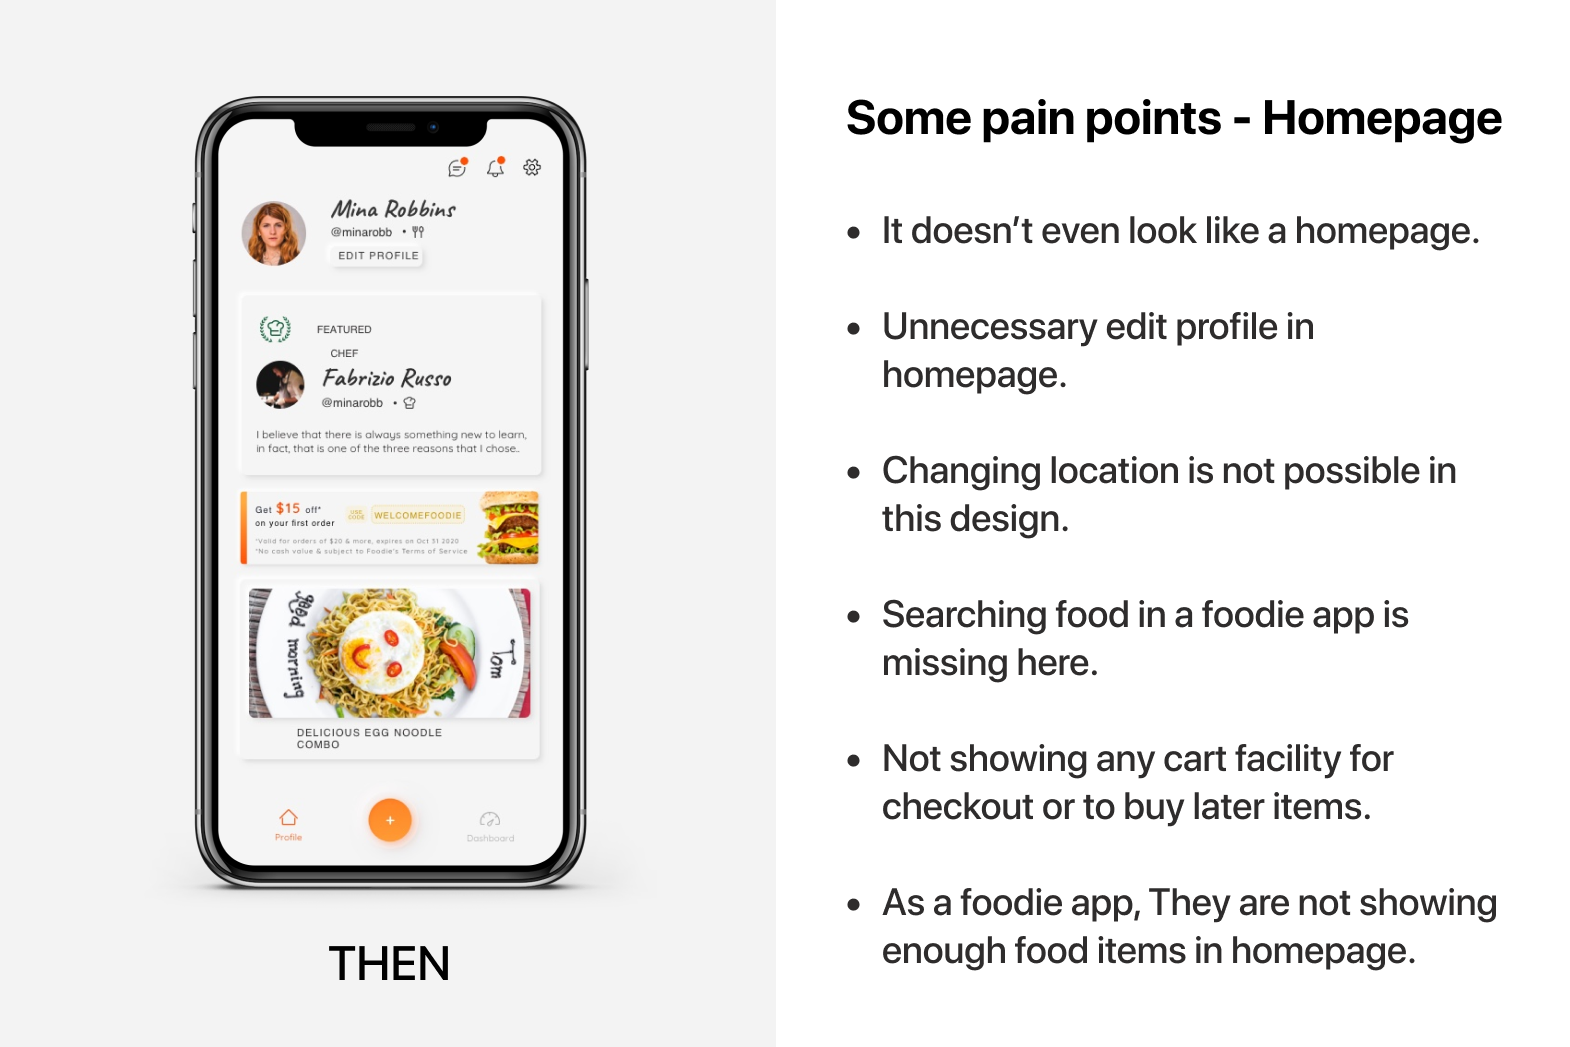 Mina Robbins
@minarobb •
EDIT PROFILE
FEATURED
CHEF
Fabrizio Russo
@minarobb •
I believe that there is always something new to learn,
in fact, that is one of the three reasons that I chose..
Get $15 off*
on your first order
USE
CODE
WELCOMEFOODIE
*Valid for orders of $20 & more, expires on Oct 31 2020
*No cash value & subject to Foodie's Terms of Service
good
morning
Tom
DELICIOUS EGG NOODLE
COMBO
+
Profile
Dashboard
THEN
Some pain points - Homepage
• It doesn’t even look like a homepage.
• Unnecessary edit profile in
homepage.
• Changing location is not possible in
this design.
• Searching food in a foodie app is
missing here.
• Not showing any cart facility for
checkout or to buy later items.
• As a foodie app, They are not showing
enough food items in homepage.